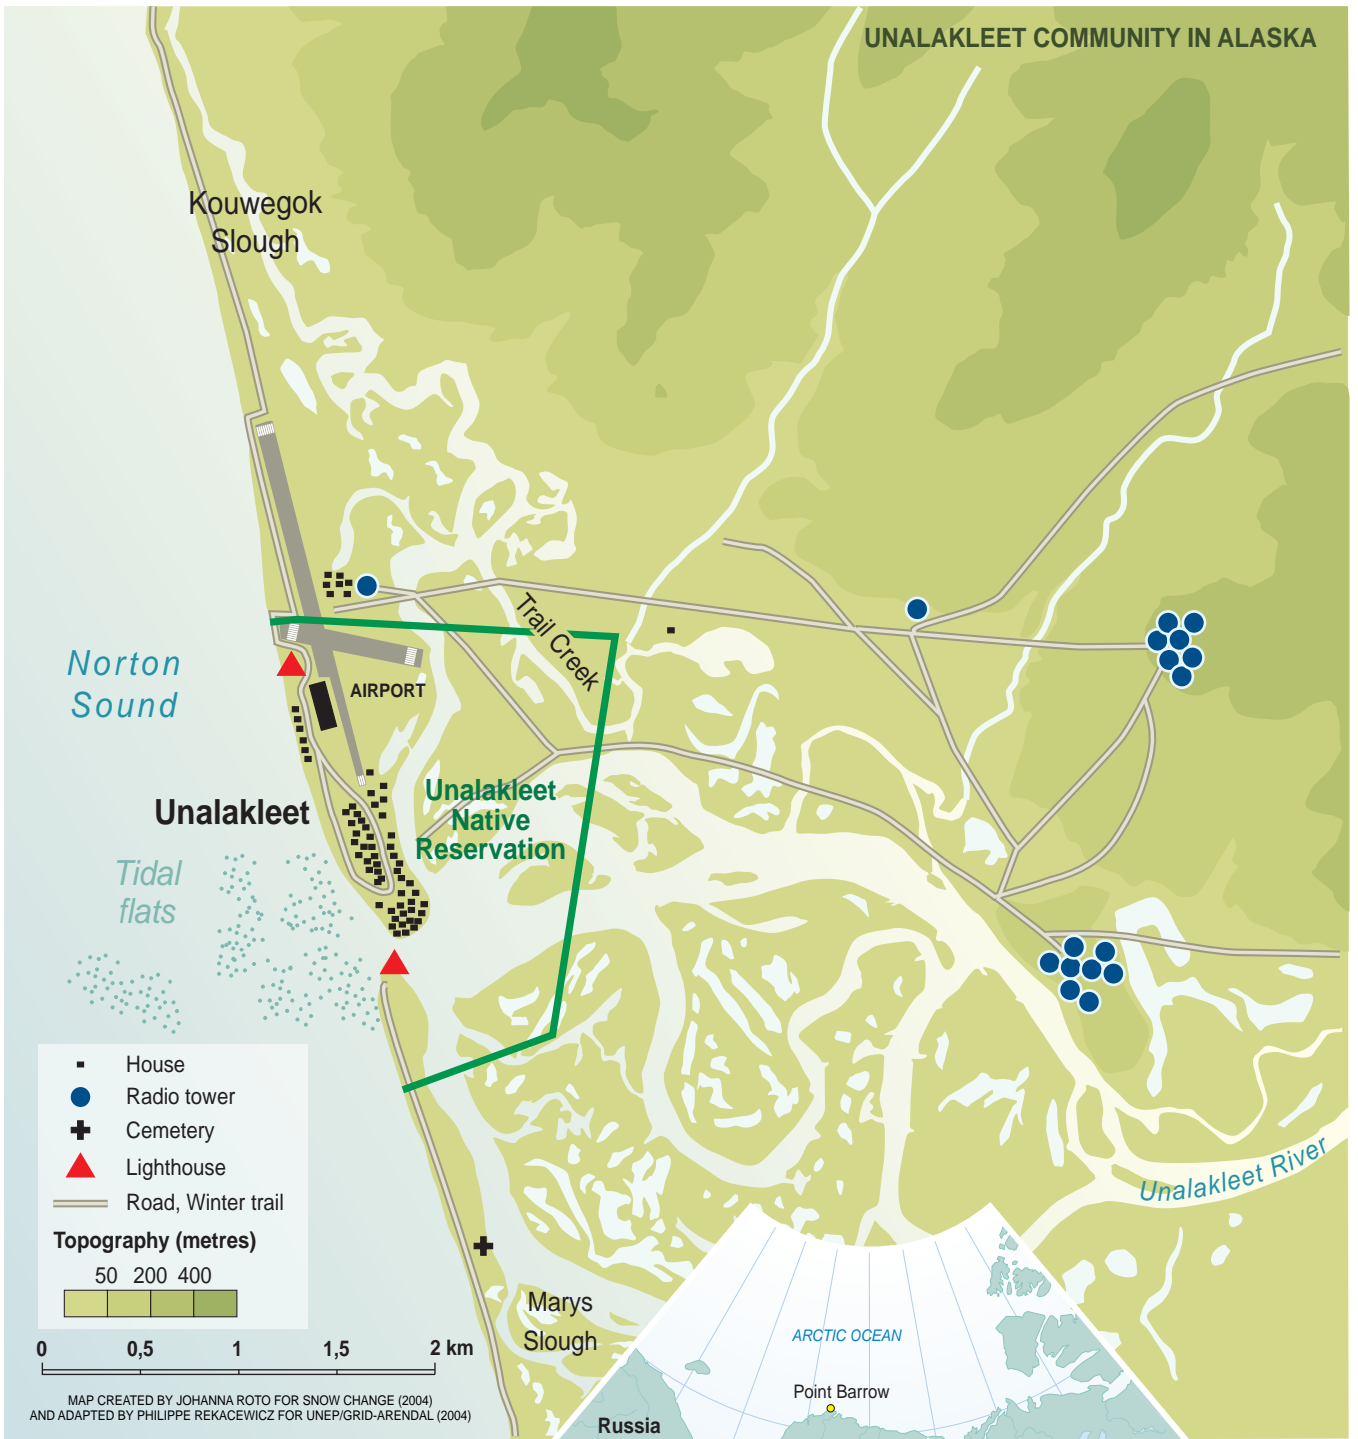 UNALAKLEET COMMUNITY IN ALASKA
Kouwegok
Slough
Trail Creek
Norton
Sound
AIRPORT
Unalakleet
Unalakleet
Native
Reservation
Tidal
flats
House
Radio tower
Cemetery
Lighthouse
Road, Winter trail
Topography (metres)
50 200 400
0 0,5 1 1,5 2 km
MAP CREATED BY JOHANNA ROTO FOR SNOW CHANGE (2004)
AND ADAPTED BY PHILIPPE REKACEWICZ FOR UNEP/GRID-ARENDAL (2004)
Unalakleet River
Marys
Slough
ARCTIC OCEAN
Point Barrow
Russia